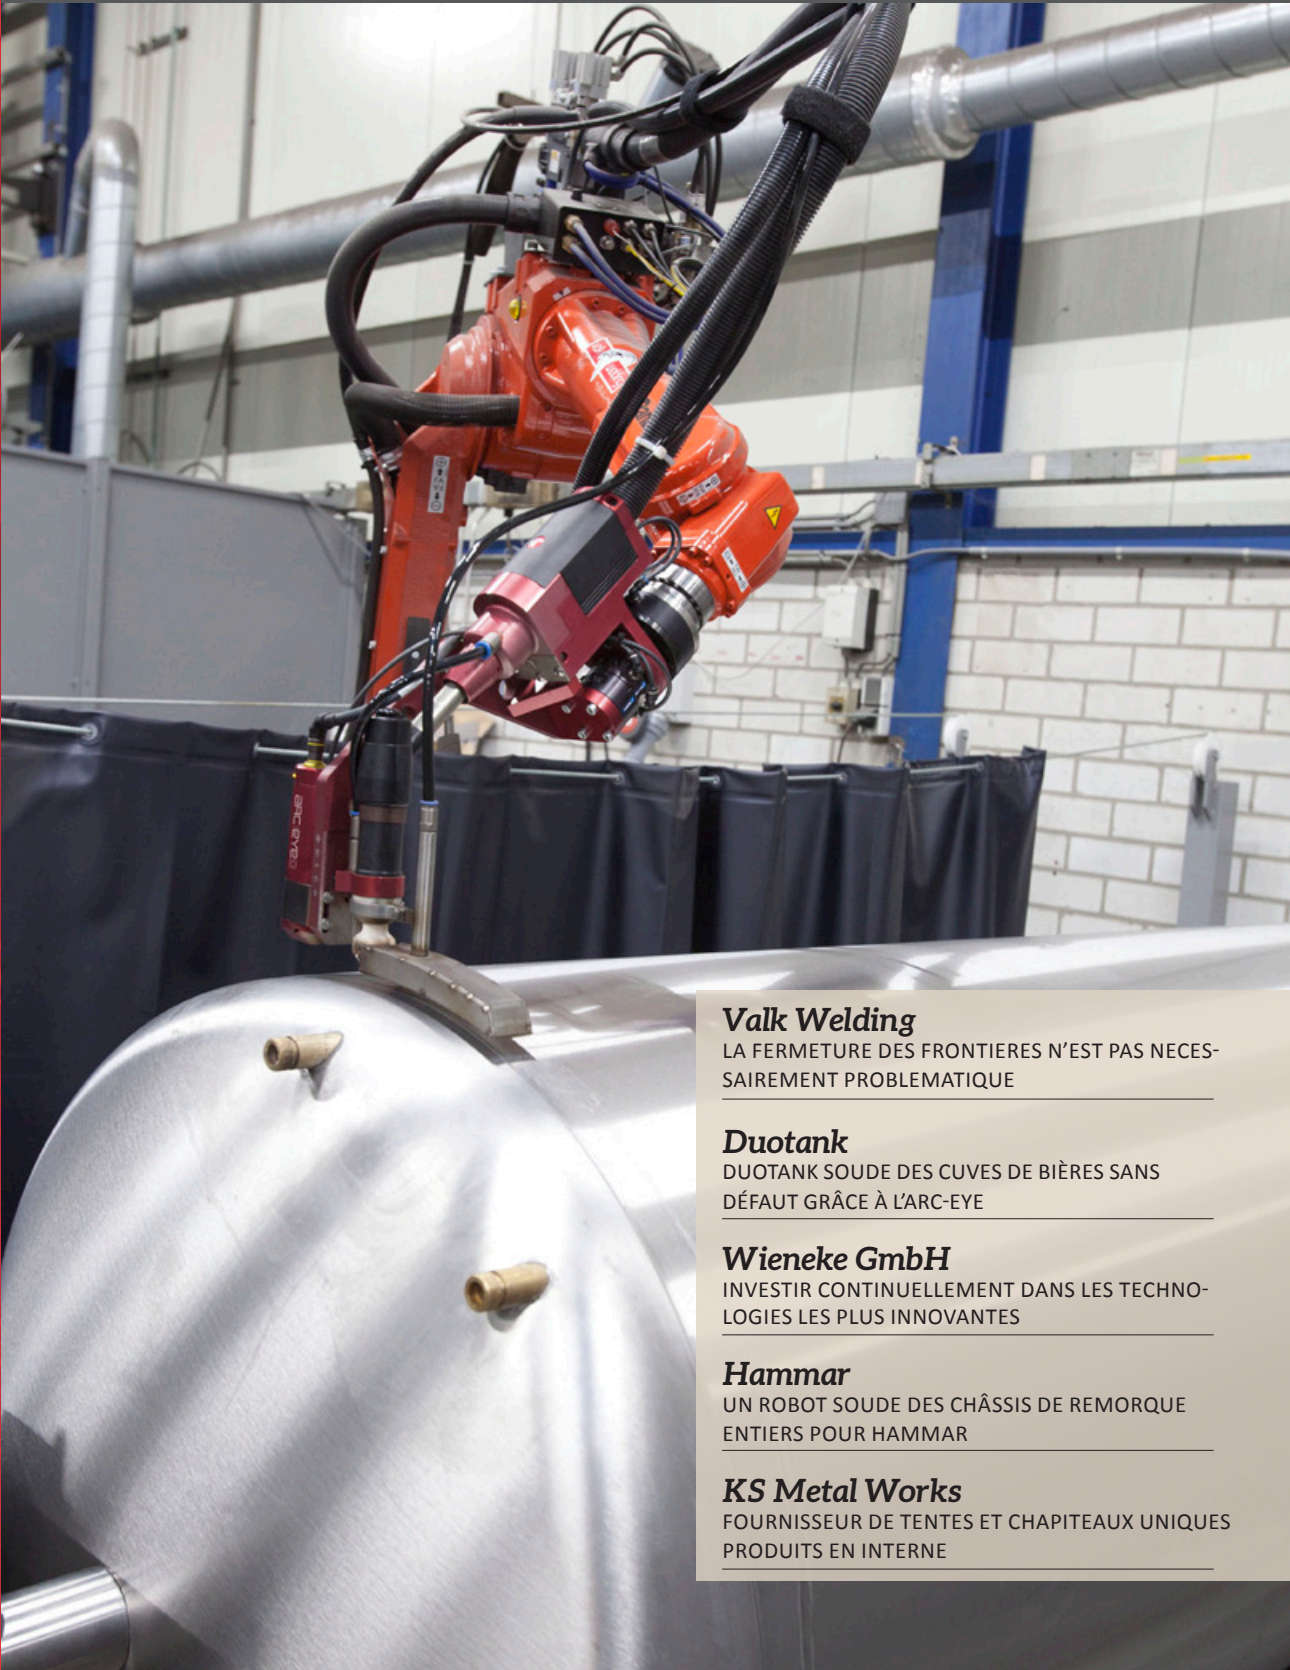 arc eye
Valk Welding
LA FERMETURE DES FRONTIERES N'EST PAS NECES-
SAIREMENT PROBLEMATIQUE
Duotank
DUOTANK SOUDE DES CUVES DE BIÈRES SANS
DÉFAUT GRÂCE À L'ARC-EYE
Wieneke GmbH
INVESTIR CONTINUELLEMENT DANS LES TECHNO-
LOGIES LES PLUS INNOVANTES
Hammar
UN ROBOT SOUDE DES CHÂSSIS DE REMORQUE
ENTIERS POUR HAMMAR
KS Metal Works
FOURNISSEUR DE TENTES ET CHAPITEAUX UNIQUES
PRODUITS EN INTERNE